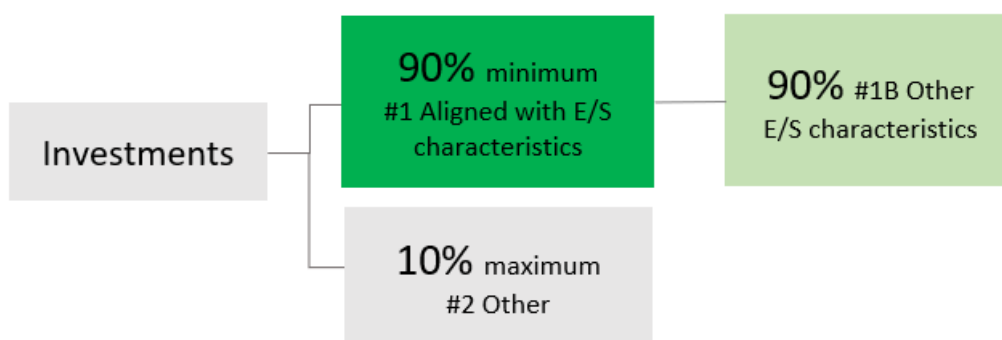 Investments
90% minimum
#1 Aligned with E/S
characteristics
90% #1B Other
E/S characteristics
10% maximum
#2 Other